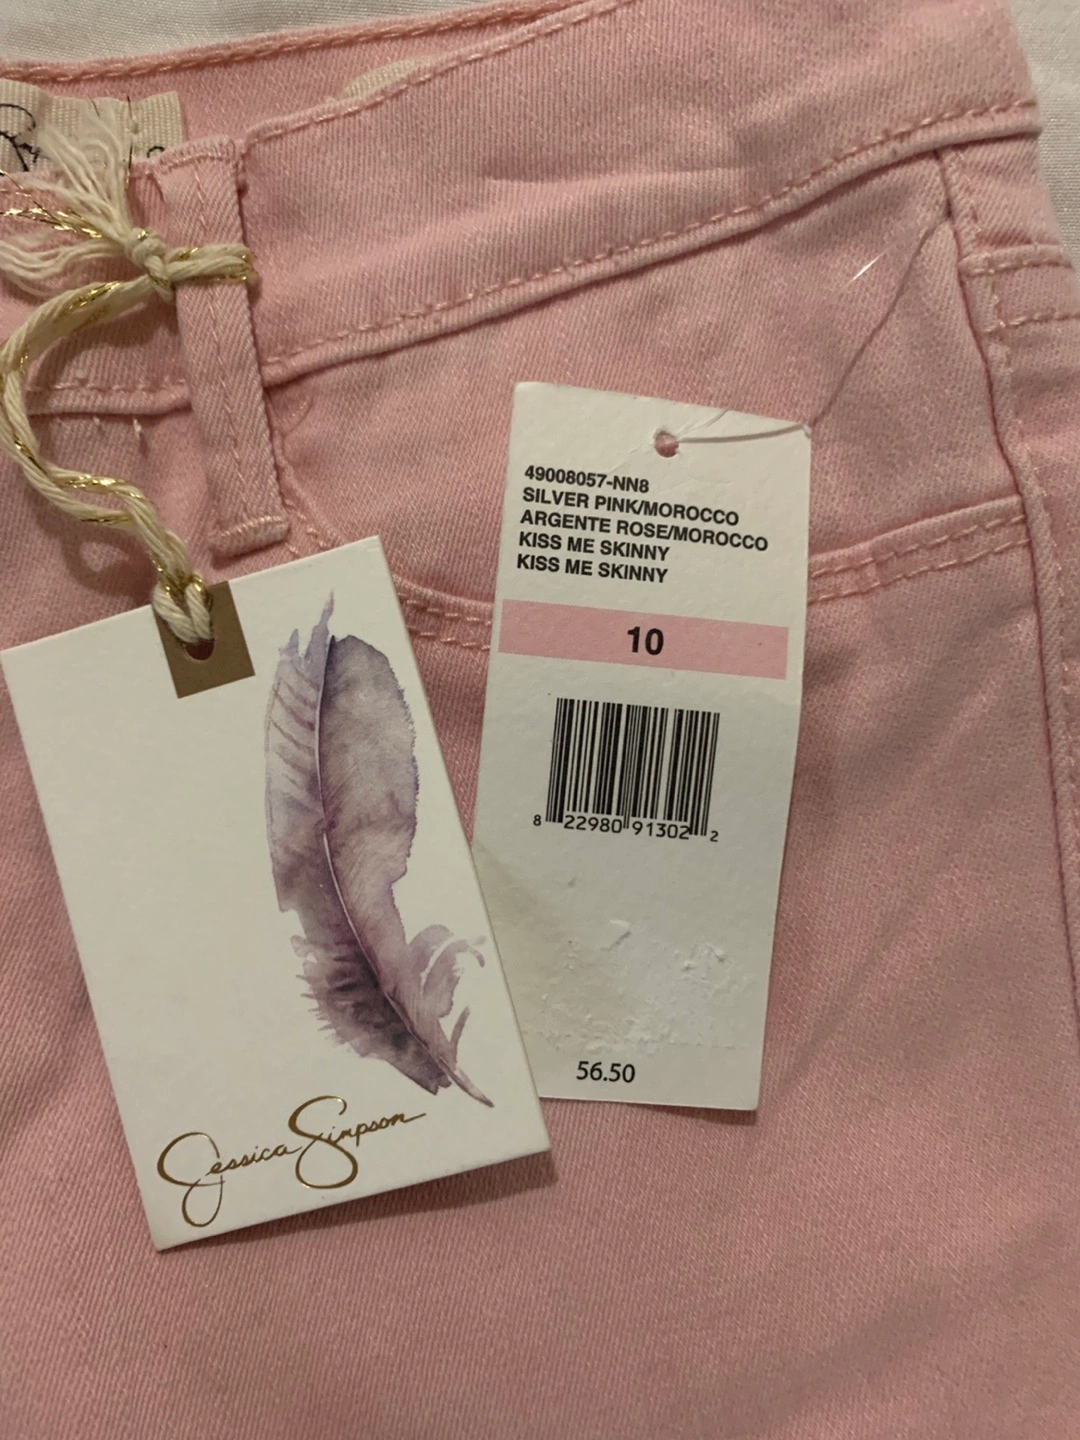 49008057-NN8
SILVER PINK/MOROCCO
ARGENTE ROSE/MOROCCO
KISS ME SKINNY
KISS ME SKINNY
10
8 22980 91302 2
56.50
Jessica Simpson